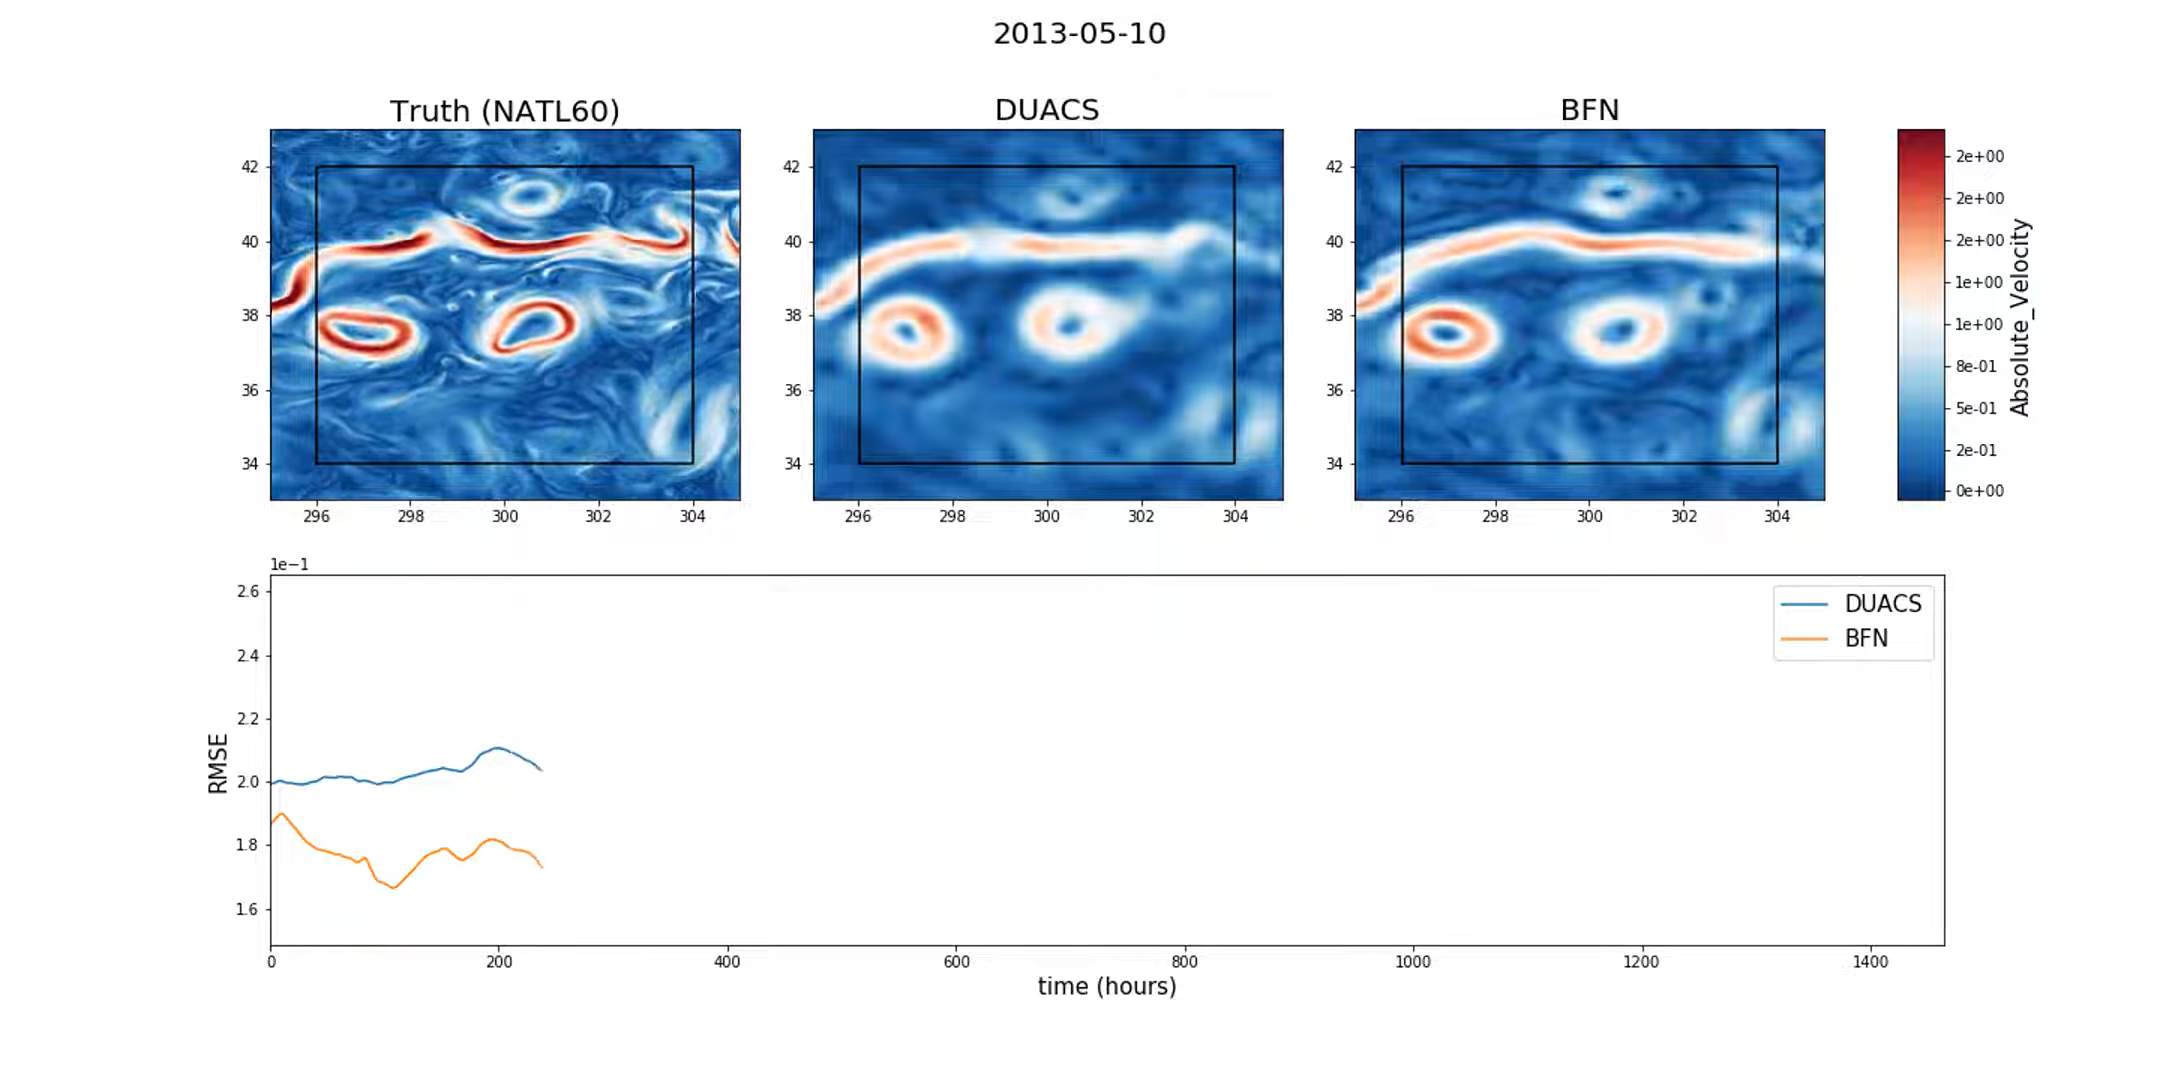 2013-05-10
Truth (NATL60)
DUACS
BFN
42
40
38
36
34
296 298 300 302 304
42
40
38
36
34
296 298 300 302 304
42
40
38
36
34
296 298 300 302 304
2e+00
2e+00
2e+00
1e+00
1e+00
8e-01
5e-01
2e-01
0e+00
Absolute_Velocity
1e−1
2.6
2.4
2.2
2.0
1.8
1.6
RMSE
DUACS
BFN
0 200 400 600 800 1000 1200 1400
time (hours)